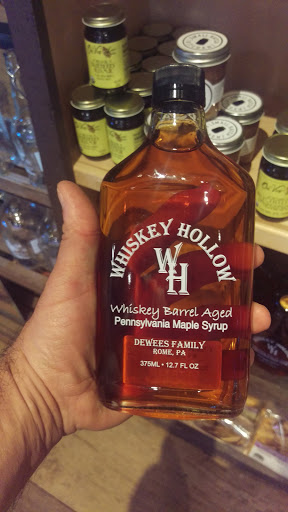 WHISKEY HOLLOW
WH
Whiskey Barrel Aged
Pennsylvania Maple Syrup
DEWEES FAMILY
ROME, PA
375ML • 12.7 FL OZ